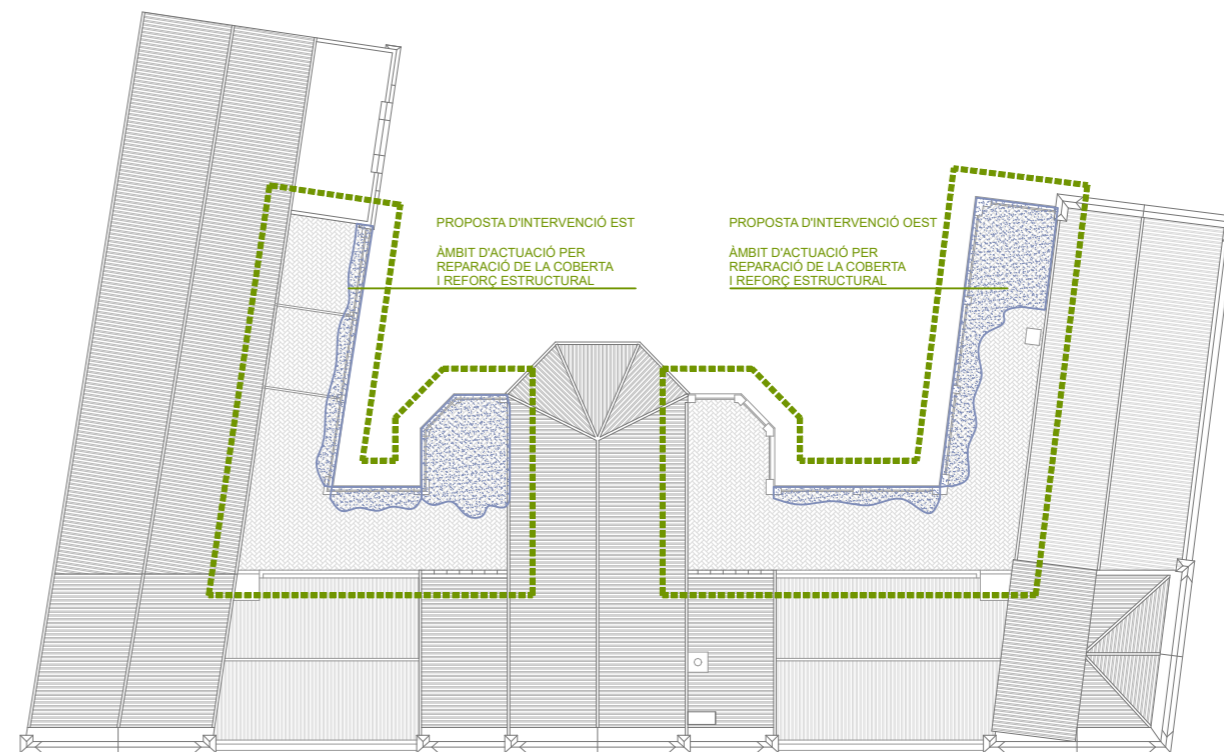 PROPOSTA D'INTERVENCIÓ EST
ÀMBIT D'ACTUACIÓ PER
REPARACIÓ DE LA COBERTA
I REFORÇ ESTRUCTURAL
PROPOSTA D'INTERVENCIÓ OEST
ÀMBIT D'ACTUACIÓ PER
REPARACIÓ DE LA COBERTA
I REFORÇ ESTRUCTURAL